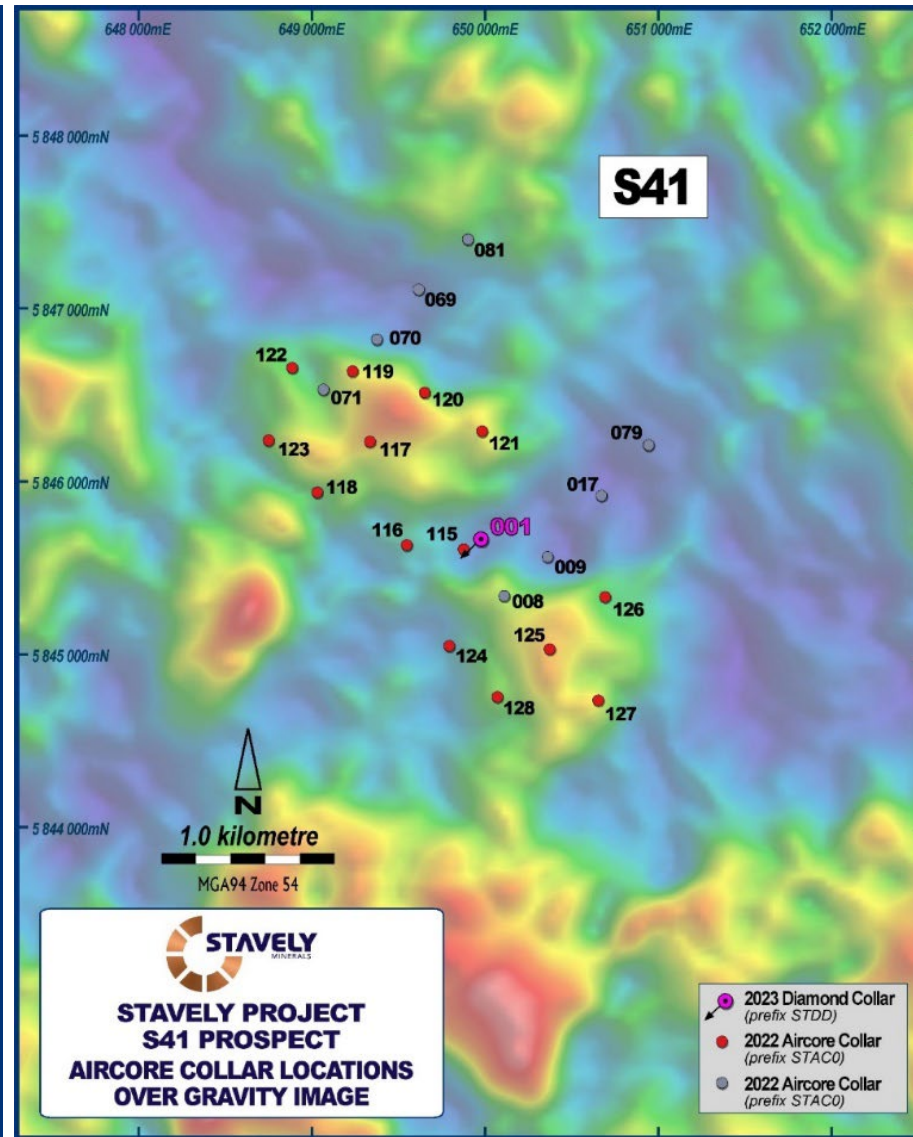 648 000mE
649 000mE
650 000mE
651 000mE
652 000mE
5 848 000mN
S41
081
5 847 000mN
069
070
122
119
071
120
079
123
117
121
5 846 000mN
017
118
116
115
001
009
008
126
125
5 845 000mN
124
128
127
N
5 844 000mN
1.0 kilometre
MGA94 Zone 54
STAVELY
MINERALS
STAVELY PROJECT
S41 PROSPECT
AIRCORE COLLAR LOCATIONS
OVER GRAVITY IMAGE
2023 Diamond Collar
(prefix STDD)
2022 Aircore Collar
(prefix STAC0)
2022 Aircore Collar
(prefix STAC0)